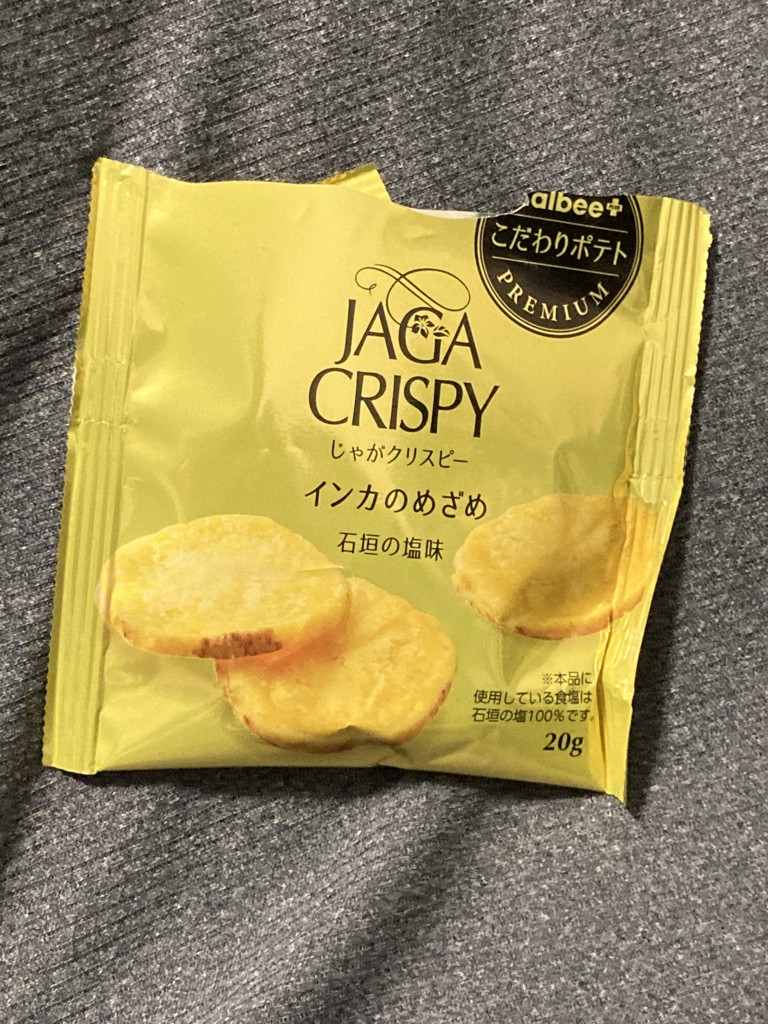 albee+
こだわりポテト
PREMIUM
JAGA
CRISPY
じゃがクリスピー
インカのめざめ
石垣の塩味
※本品に
使用している食塩は
石垣の塩100%です。
20g